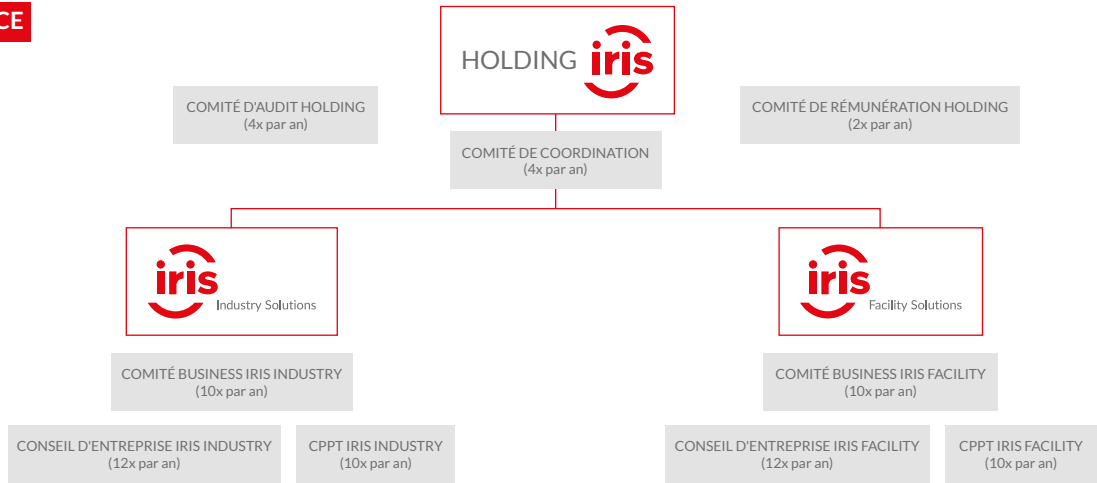 CE
HOLDING iris
COMITÉ D'AUDIT HOLDING
(4x par an)
COMITÉ DE RÉMUNÉRATION HOLDING
(2x par an)
COMITÉ DE COORDINATION
(4x par an)
iris
Industry Solutions
iris
Facility Solutions
COMITÉ BUSINESS IRIS INDUSTRY
(10x par an)
COMITÉ BUSINESS IRIS FACILITY
(10x par an)
CONSEIL D'ENTREPRISE IRIS INDUSTRY
(12x par an)
CPPT IRIS INDUSTRY
(10x par an)
CONSEIL D'ENTREPRISE IRIS FACILITY
(12x par an)
CPPT IRIS FACILITY
(10x par an)